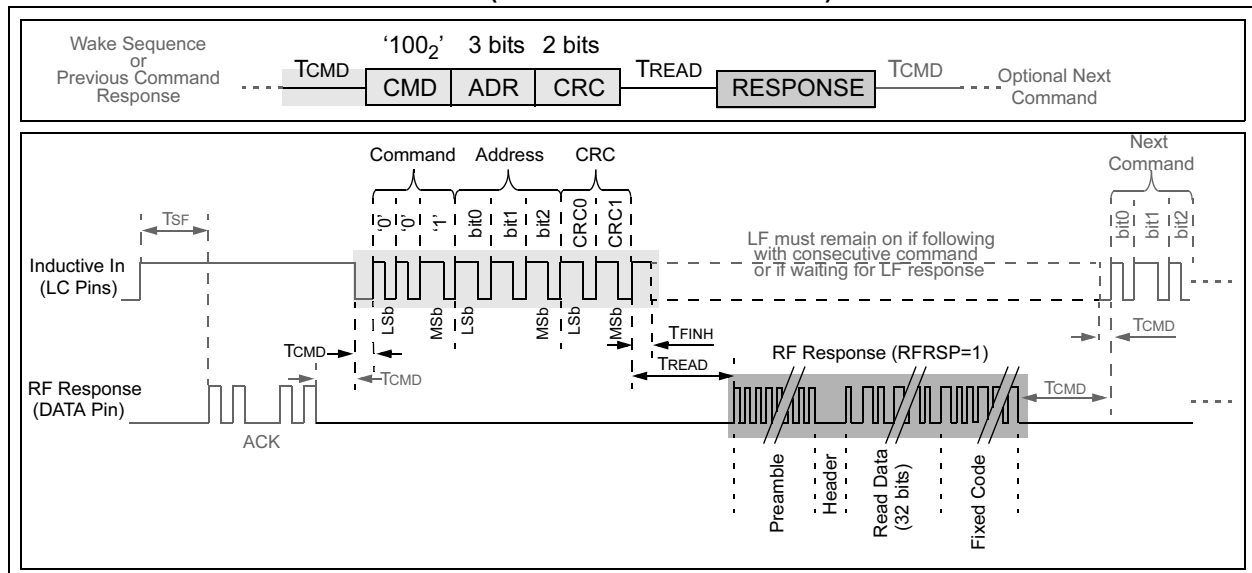 Wake Sequence
or
Previous Command
Response
‘100₂’ 3 bits 2 bits
TCMD CMD ADR CRC TREAD RESPONSE TCMD
Optional Next
Command
Command Address CRC
Next
Command
‘0’ ‘0’ ‘1’ bit0 bit1 bit2 CRC0 CRC1
bit0 bit1 bit2
TSF
LF must remain on if following
with consecutive command
or if waiting for LF response
Inductive In
(LC Pins)
LSb MSb LSb MSb LSb MSb
TCMD
TCMD
TFINH
TREAD
TCMD
RF Response (RFRSP=1)
RF Response
(DATA Pin)
ACK
TCMD
Preamble
Header
Read Data
(32 bits)
Fixed Code